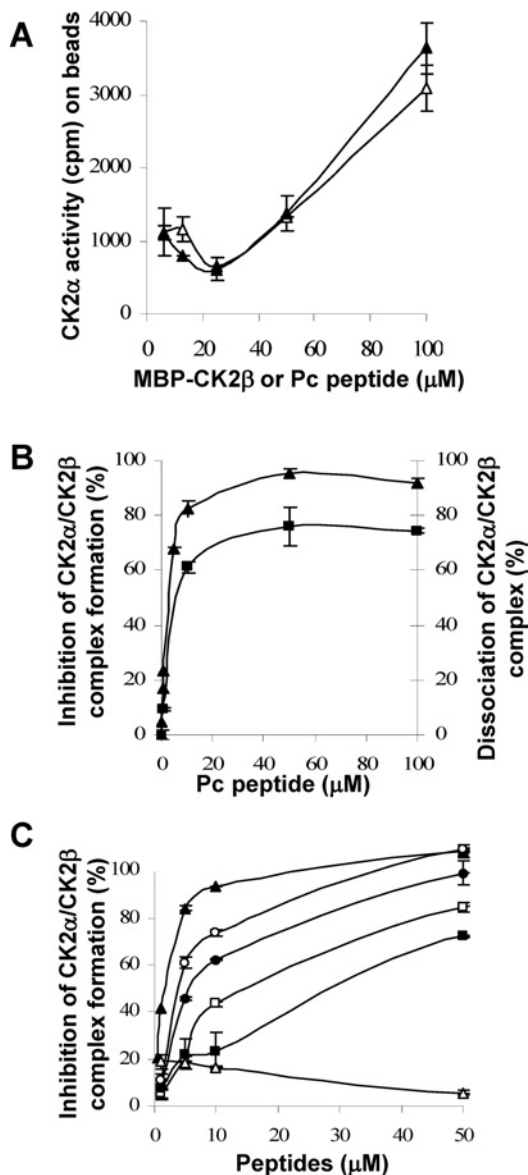 A
CK2α activity (cpm) on beads
4000
3000
2000
1000
0
0 20 40 60 80 100
MBP-CK2β or Pc peptide (μM)
B
Inhibition of CK2α/CK2β
complex formation (%)
100
80
60
40
20
0
100
80
60
40
20
0
Dissociation of CK2α/CK2β
complex (%)
0 20 40 60 80 100
Pc peptide (μM)
C
Inhibition of CK2α/CK2β
complex formation (%)
100
80
60
40
20
0
0 10 20 30 40 50
Peptides (μM)